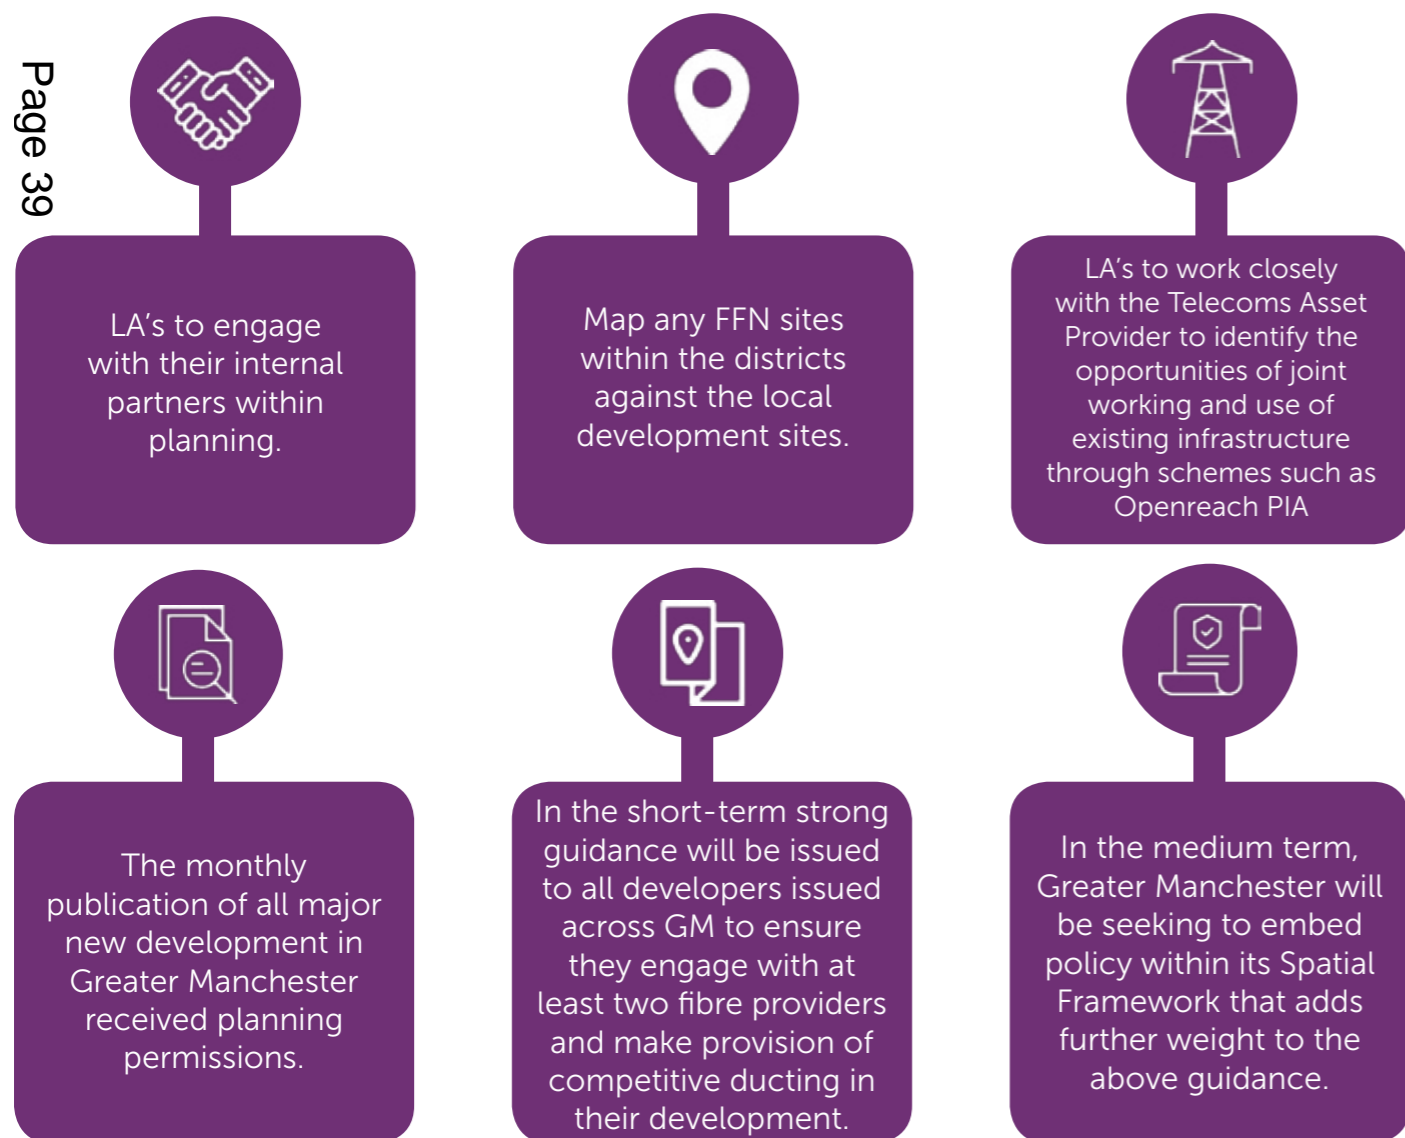 Page 39
LA's to engage
with their internal
partners within
planning.
Map any FFN sites
within the districts
against the local
development sites.
LA's to work closely
with the Telecoms Asset
Provider to identify the
opportunities of joint
working and use of
existing infrastructure
through schemes such as
Openreach PIA
The monthly
publication of all major
new development in
Greater Manchester
received planning
permissions.
In the short-term strong
guidance will be issued
to all developers issued
across GM to ensure
they engage with at
least two fibre providers
and make provision of
competitive ducting in
their development.
In the medium term,
Greater Manchester will
be seeking to embed
policy within its Spatial
Framework that adds
further weight to the
above guidance.